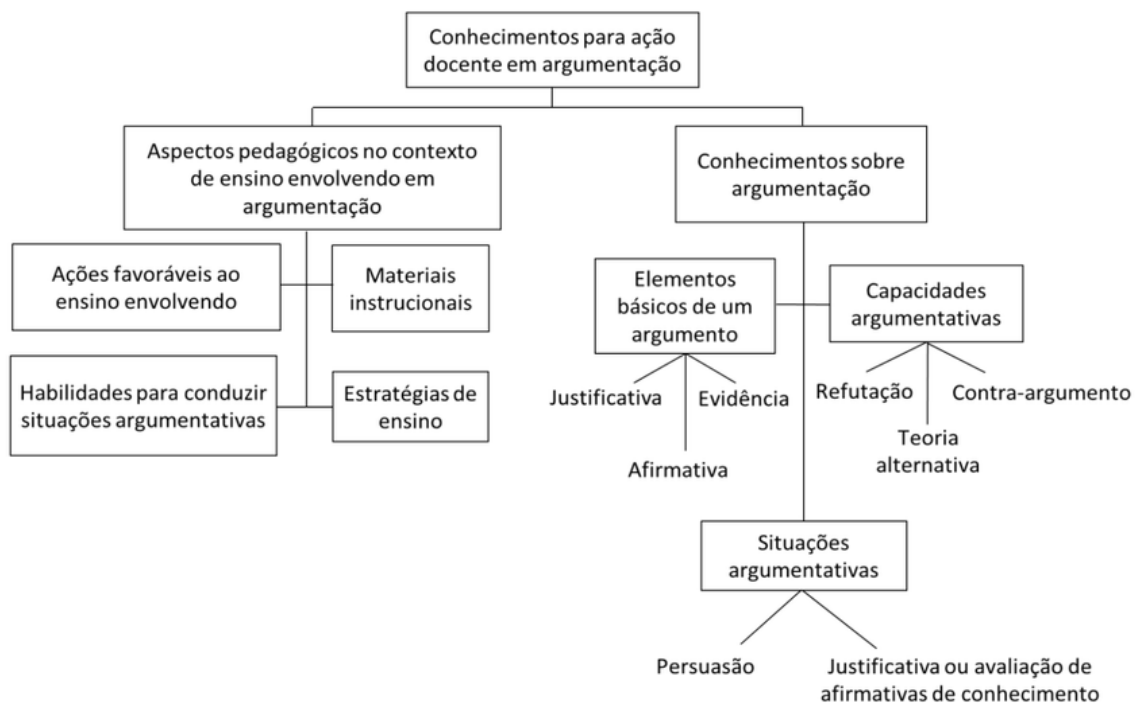 Conhecimentos para ação
docente em argumentação
Aspectos pedagógicos no contexto
de ensino envolvendo em
argumentação
Conhecimentos sobre
argumentação
Ações favoráveis ao
ensino envolvendo
Materiais
instrucionais
Habilidades para conduzir
situações argumentativas
Estratégias de
ensino
Elementos
básicos de um
argumento
Capacidades
argumentativas
Justificativa
Evidência
Afirmativa
Refutação
Contra-argumento
Teoria
alternativa
Situações
argumentativas
Persuasão
Justificativa ou avaliação de
afirmativas de conhecimento